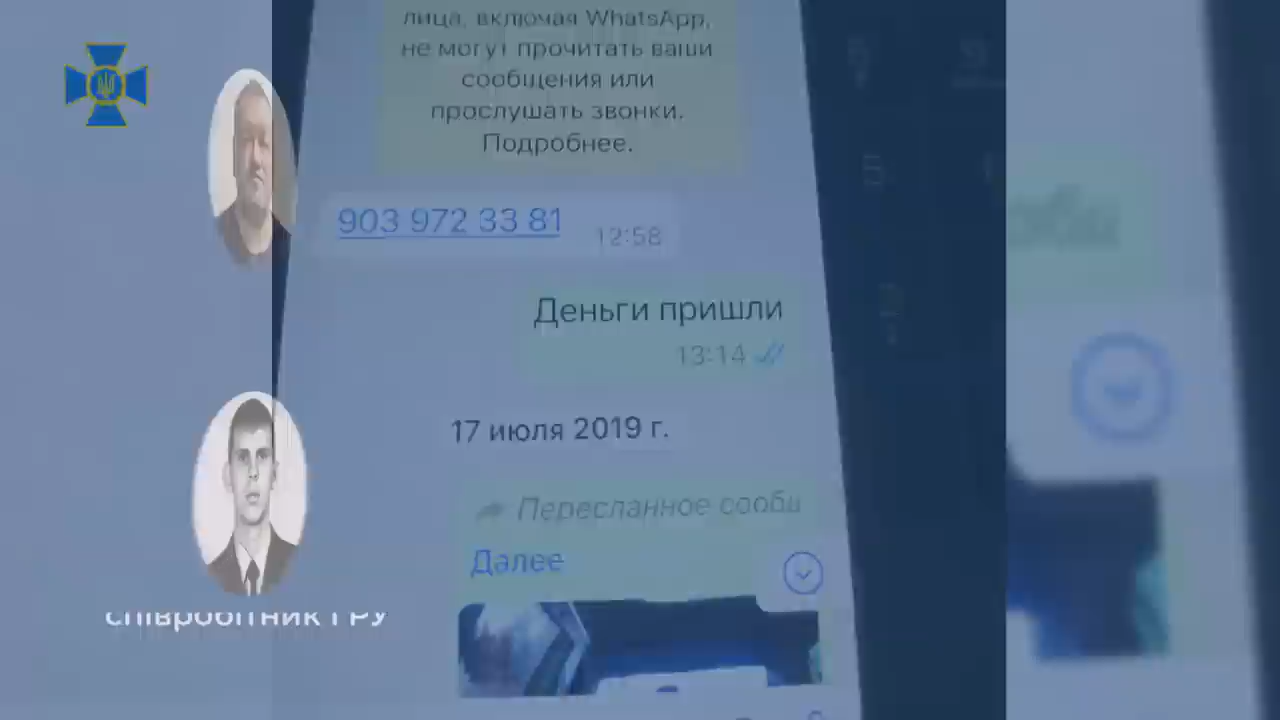 лица, включая WhatsApp,
не могут прочитать ваши
сообщения или
прослушать звонки.
Подробнее.
903 972 33 81
12:58
Деньги пришли
13:14
17 июля 2019 г.
Пересланное сообщ
Далее
співробітник ГРУ